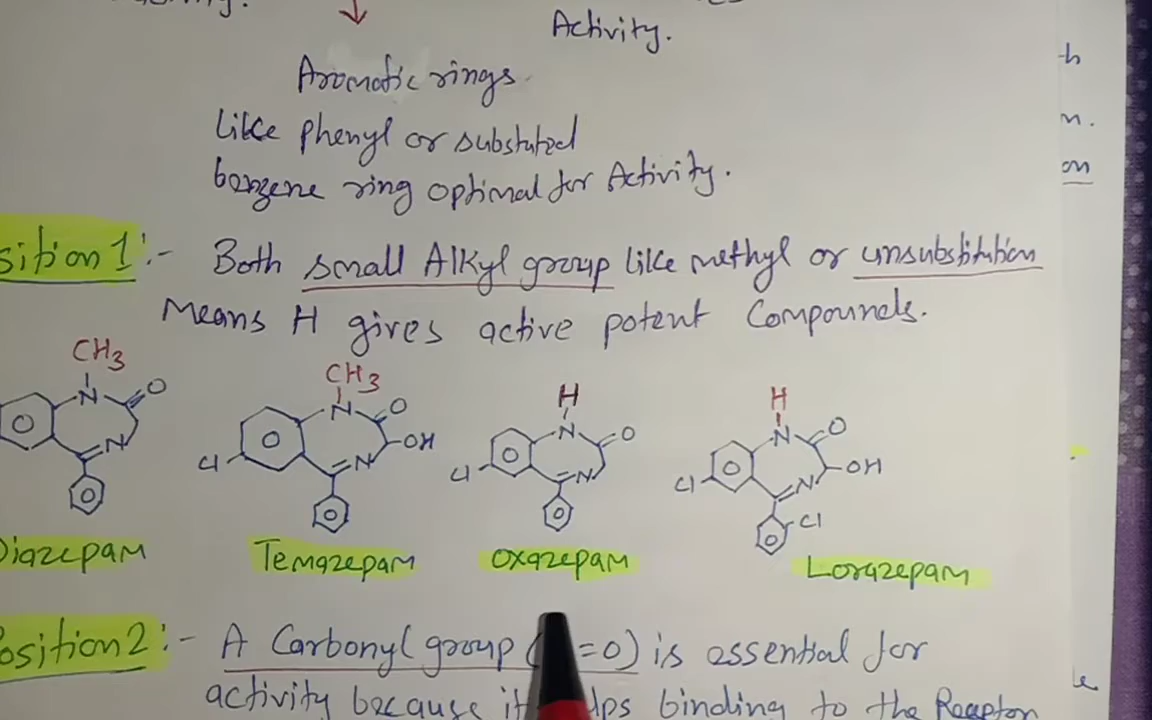 Activity.
Aromatic rings
Like phenyl or substuted
benzene ring optimal for Activity.
sition 1:- Both small Alkyl group like methyl or unsubstitution
Means H gives active potent Compounds.
CH3 N O N
CH3 N O OH N Cl
H N O N Cl
H N O OH N Cl Cl
Diazepam Temazepam Oxazepam Lorazepam
osition 2:- A Carbonyl group ( =O) is essential for
activity because it lps binding to the Receptor